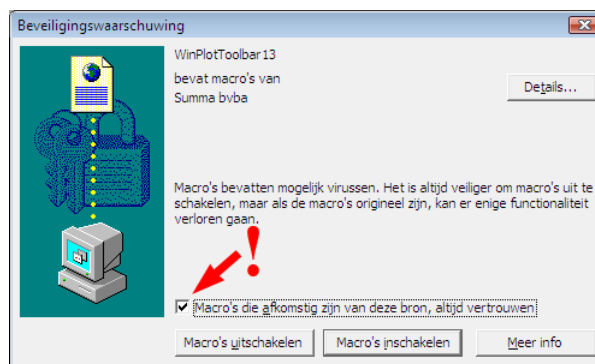 Beveiligingswaarschuwing
WinPlotToolbar13
bevat macro's van
Summa bvba
Details...
Macro's bevatten mogelijk virussen. Het is altijd veiliger om macro's uit te
schakelen, maar als de macro's origineel zijn, kan er enige functionaliteit
verloren gaan.
!
Macro's die afkomstig zijn van deze bron, altijd vertrouwen
Macro's uitschakelen
Macro's inschakelen
Meer info